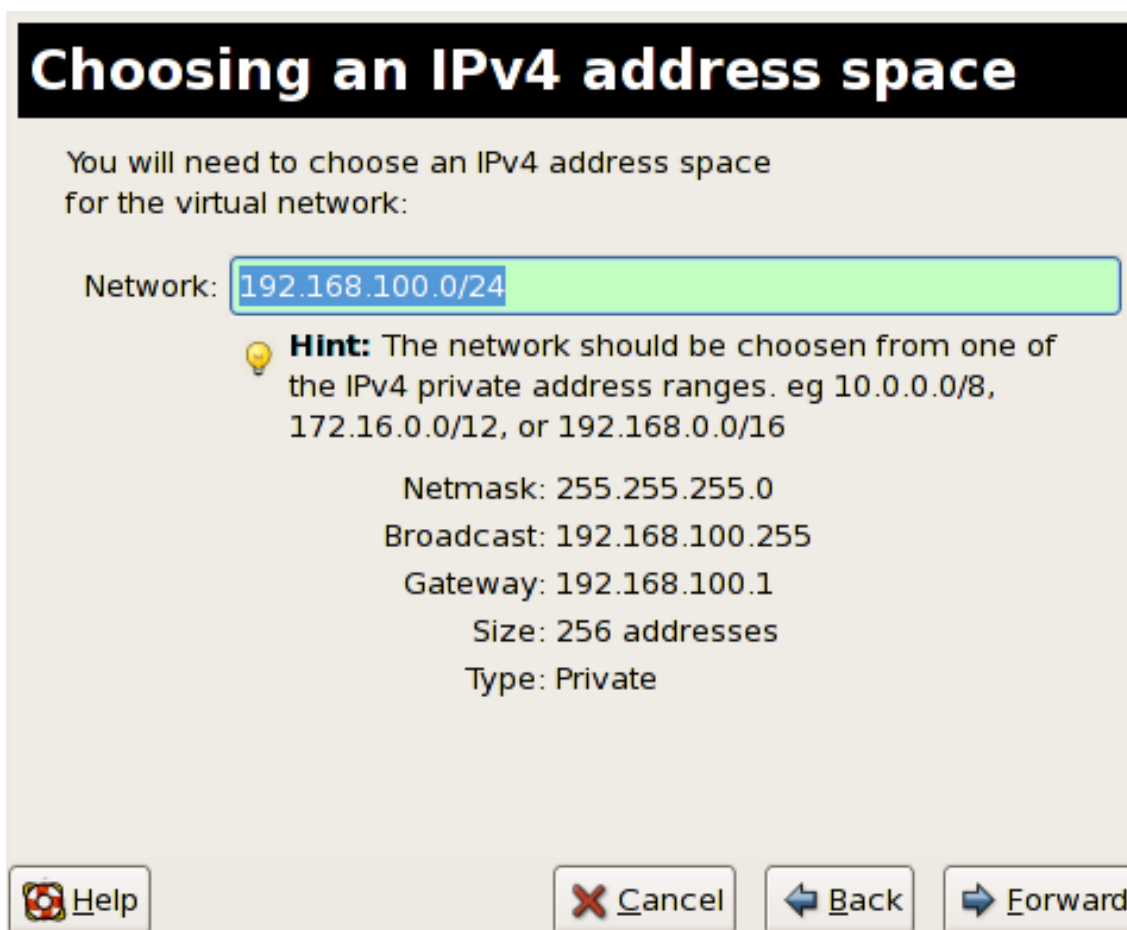 Choosing an IPv4 address space
You will need to choose an IPv4 address space
for the virtual network:
Network: 192.168.100.0/24
Hint: The network should be choosen from one of
the IPv4 private address ranges. eg 10.0.0.0/8,
172.16.0.0/12, or 192.168.0.0/16
Netmask: 255.255.255.0
Broadcast: 192.168.100.255
Gateway: 192.168.100.1
Size: 256 addresses
Type: Private
Help Cancel Back Forward